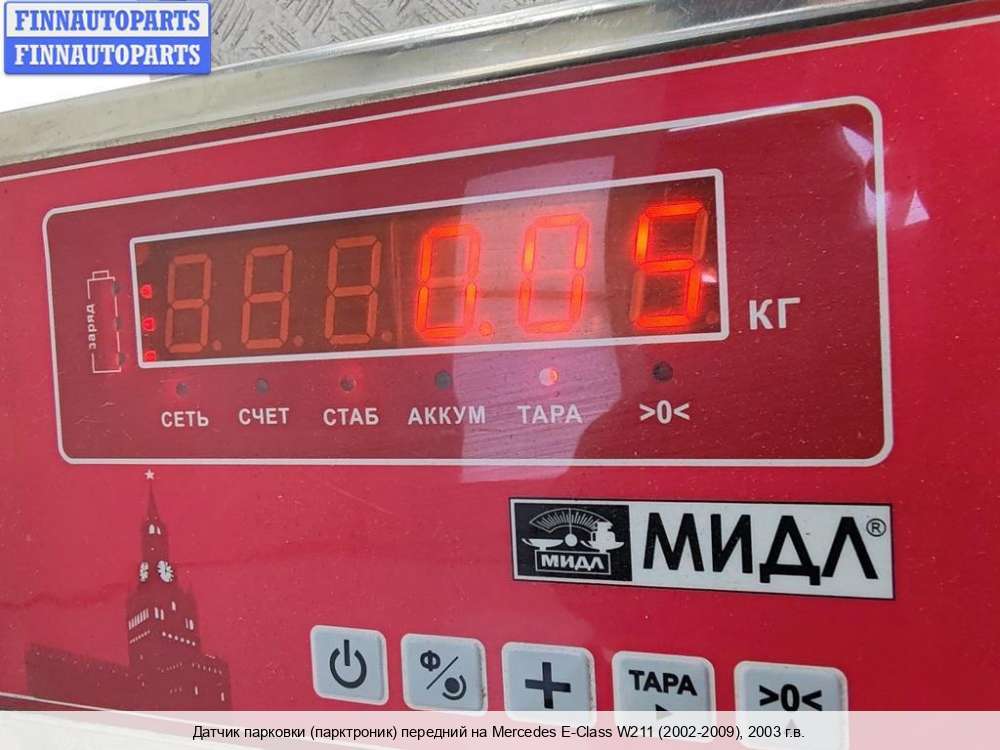 FINNAUTOPARTS
FINNAUTOPARTS
0.05
КГ
заряд
СЕТЬ СЧЕТ СТАБ АККУМ ТАРА >0<
МИДЛ МИДЛ®
Ф ТАРА >0<
Датчик парковки (парктроник) передний на Mercedes E-Class W211 (2002-2009), 2003 г.в.